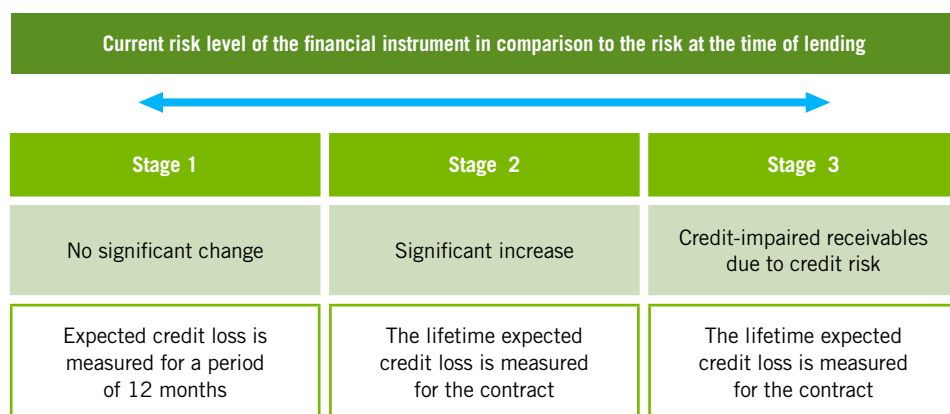 Current risk level of the financial instrument in comparison to the risk at the time of lending
Stage 1
Stage 2
Stage 3
No significant change
Significant increase
Credit-impaired receivables
due to credit risk
Expected credit loss is
measured for a period
of 12 months
The lifetime expected
credit loss is measured
for the contract
The lifetime expected
credit loss is measured
for the contract